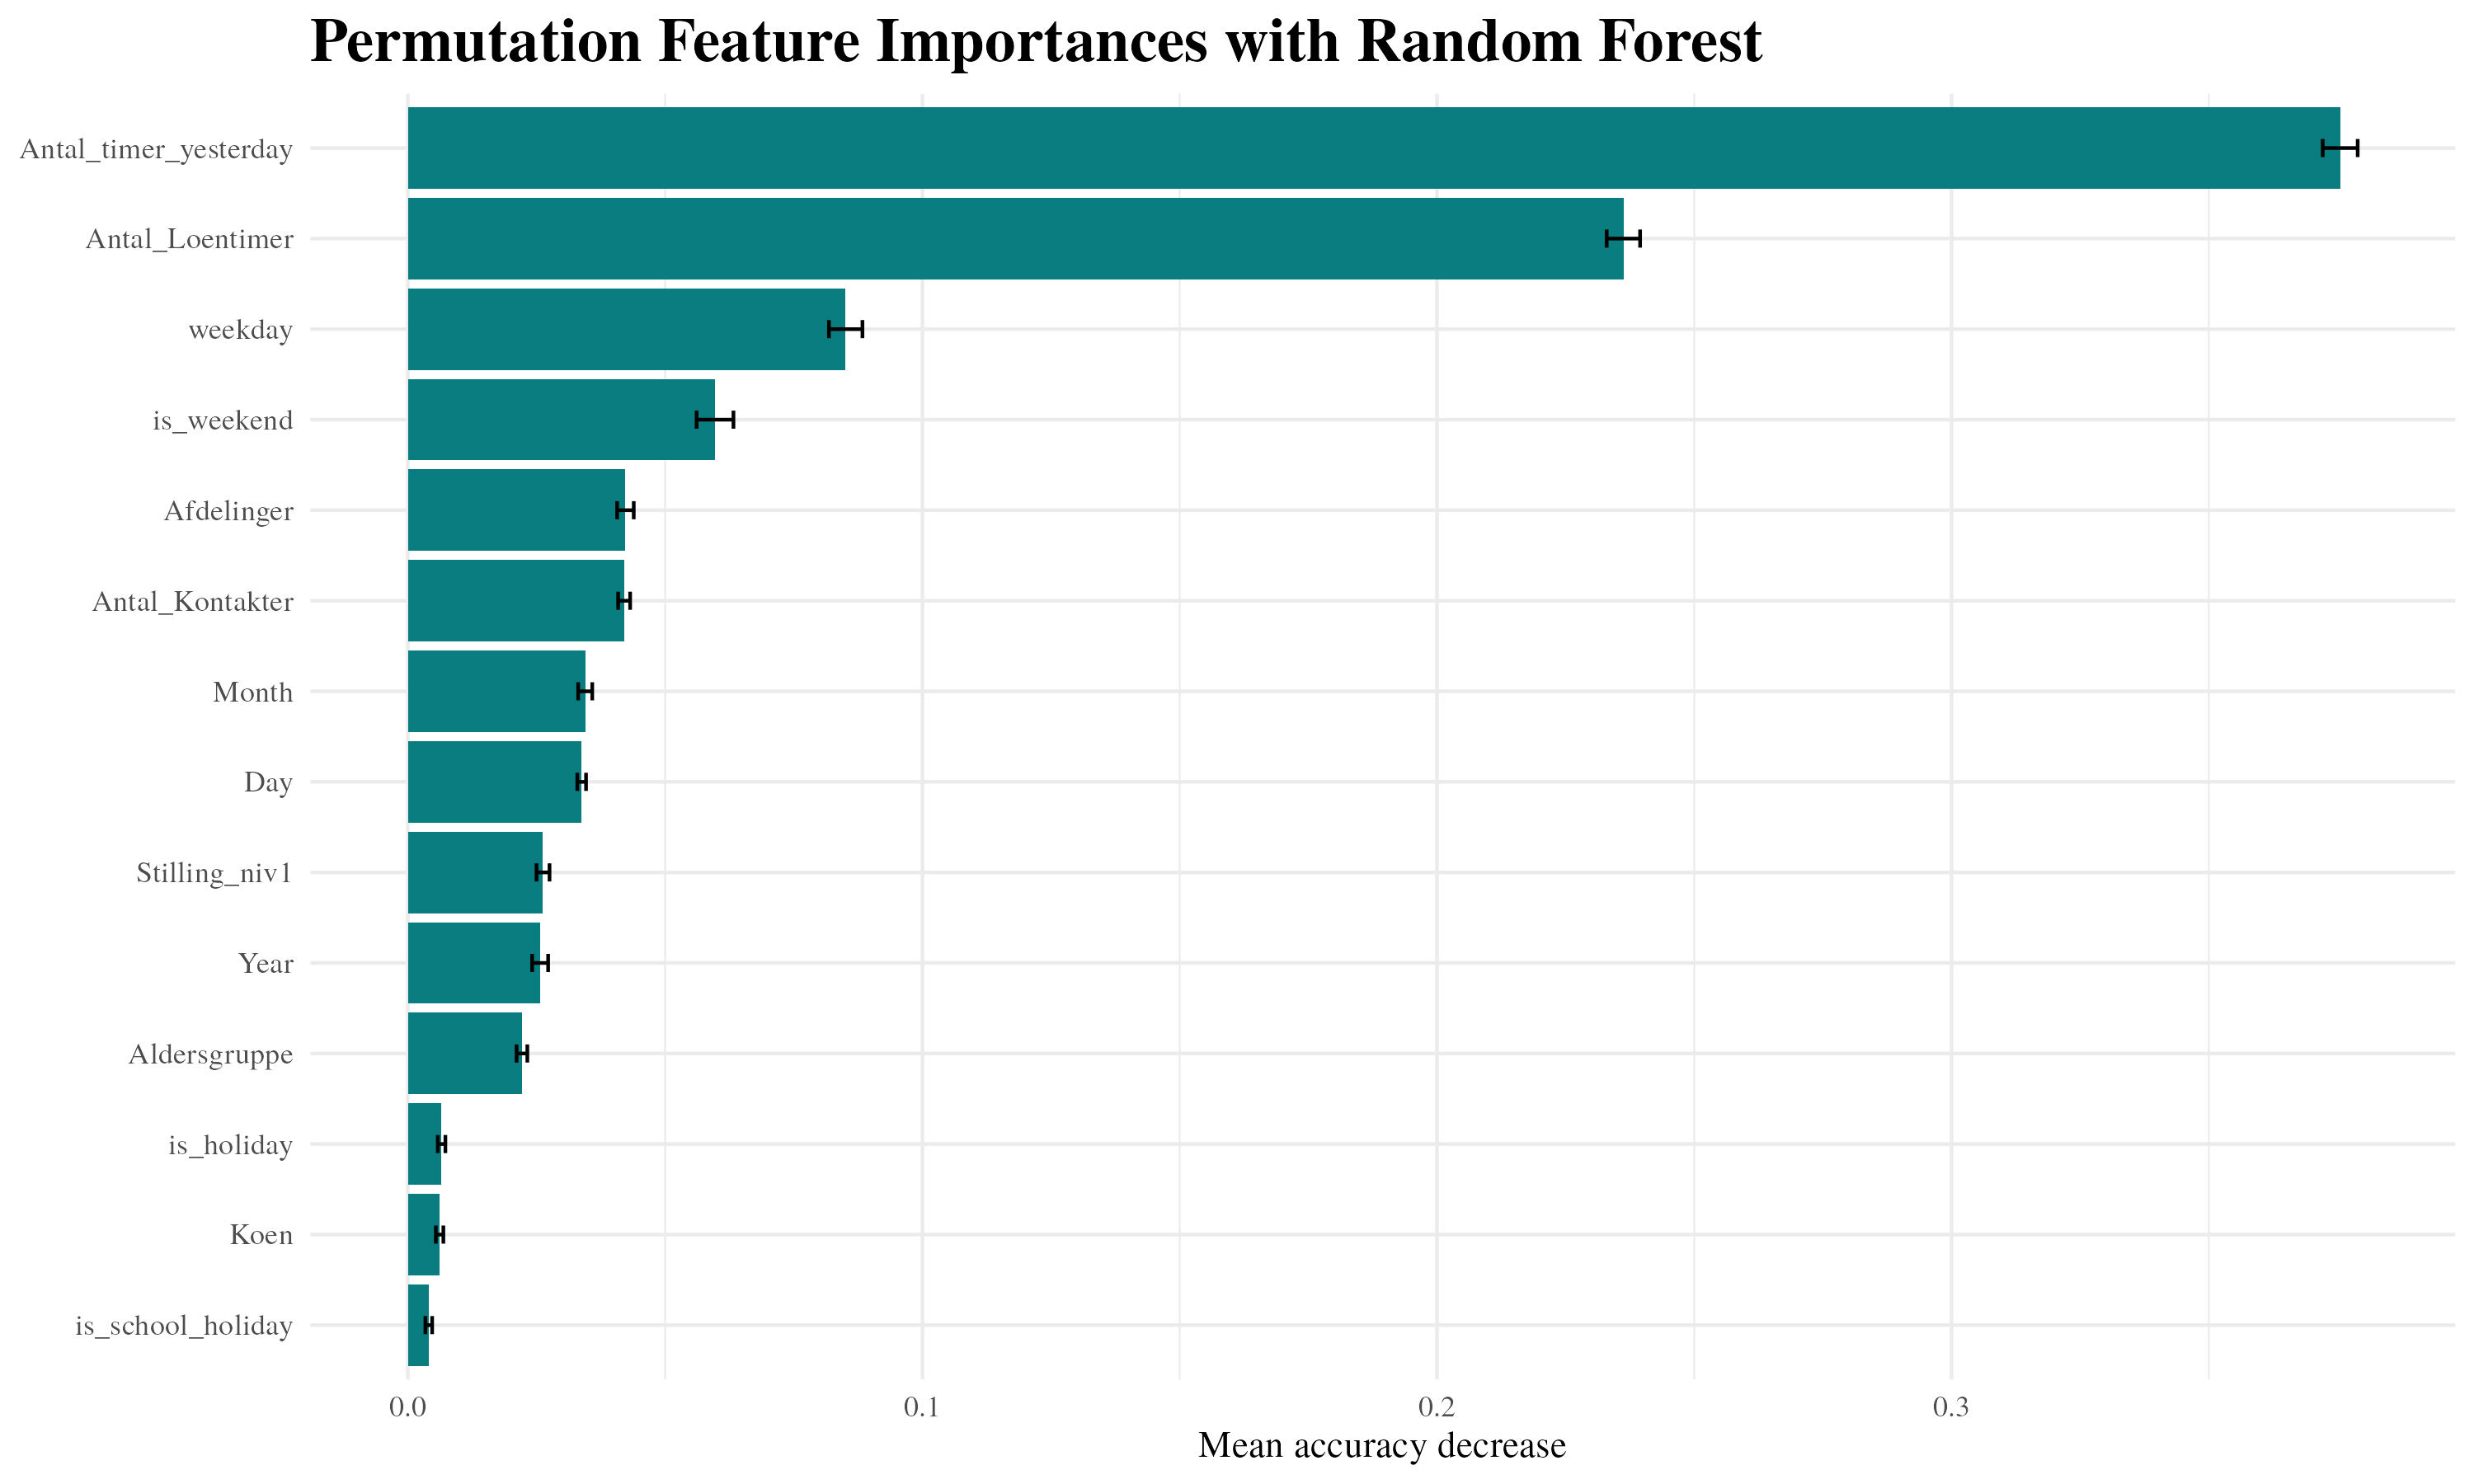 Permutation Feature Importances with Random Forest
Antal_timer_yesterday
Antal_Loentimer
weekday
is_weekend
Afdelinger
Antal_Kontakter
Month
Day
Stilling_niv1
Year
Aldersgruppe
is_holiday
Koen
is_school_holiday
0.0 0.1 0.2 0.3
Mean accuracy decrease